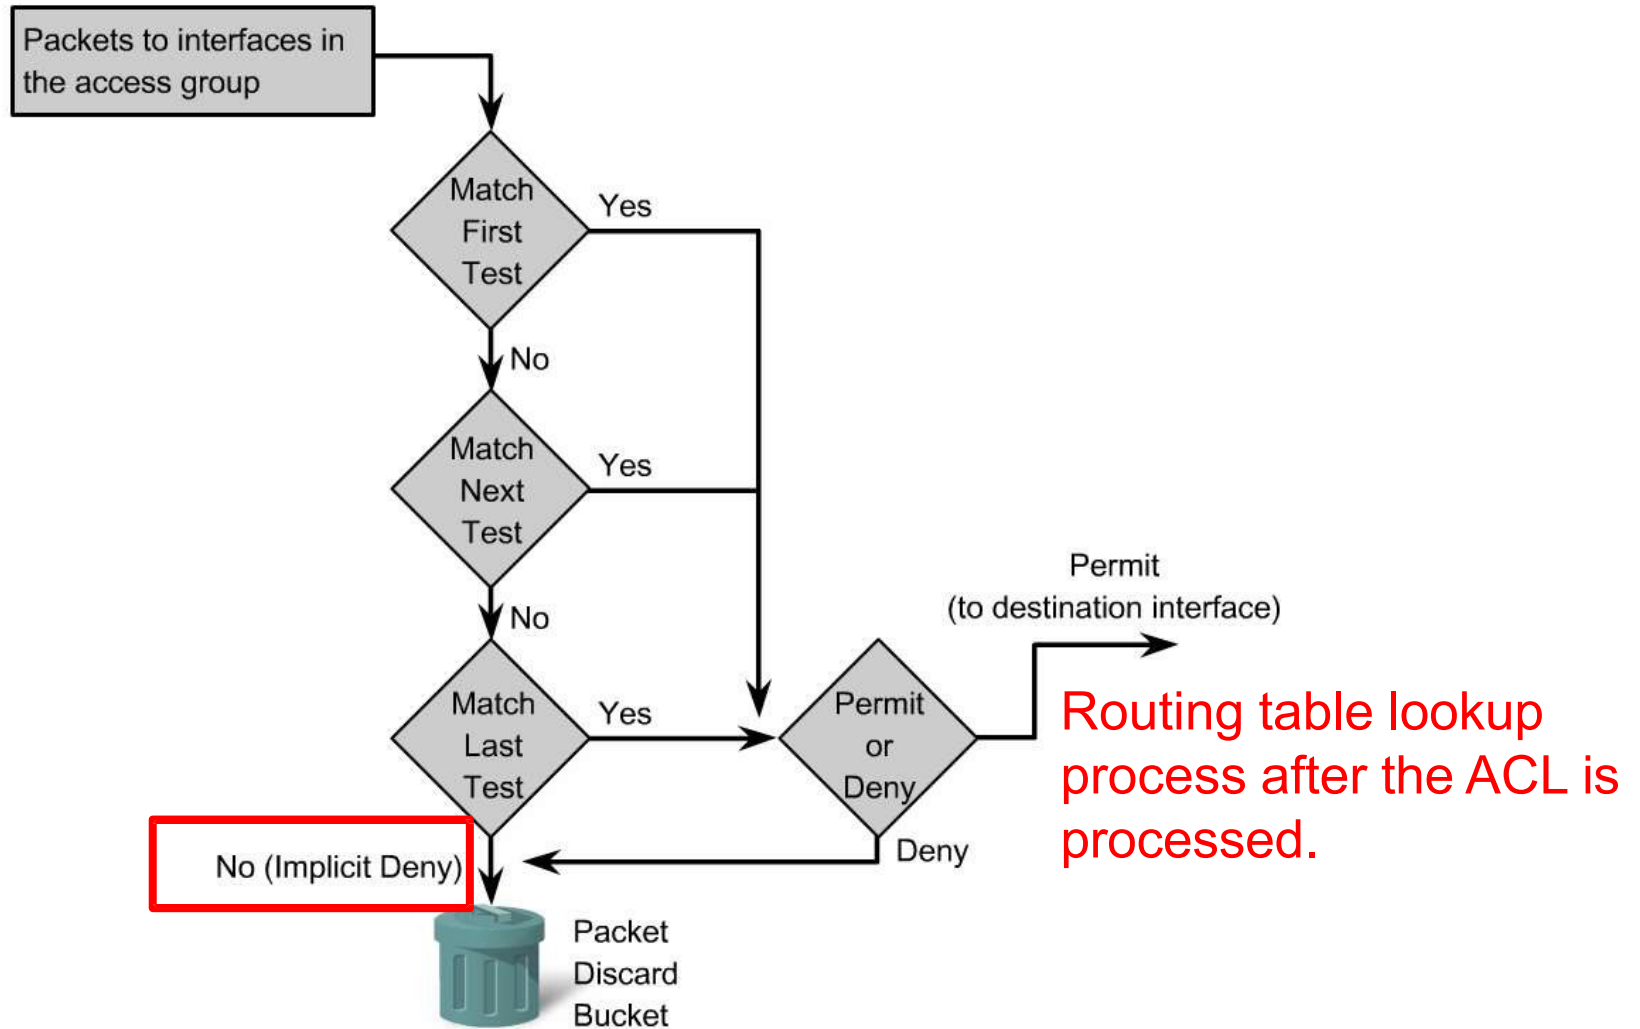 Packets to interfaces in
the access group
Match
First
Test
Yes
No
Match
Next
Test
Yes
No
Match
Last
Test
Yes
Permit
or
Deny
Permit
(to destination interface)
Routing table lookup
process after the ACL is
processed.
Deny
No (Implicit Deny)
Packet
Discard
Bucket